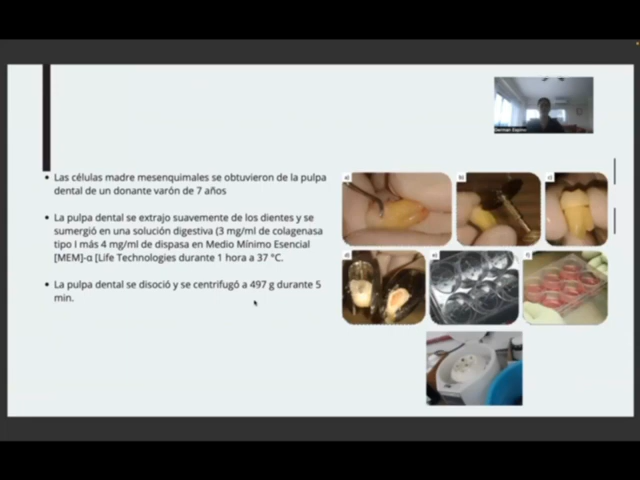 German Espino
• Las células madre mesenquimales se obtuvieron de la pulpa
dental de un donante varón de 7 años
• La pulpa dental se extrajo suavemente de los dientes y se
sumergió en una solución digestiva (3 mg/ml de colagenasa
tipo I más 4 mg/ml de dispasa en Medio Mínimo Esencial
[MEM]-α [Life Technologies durante 1 hora a 37 °C.
• La pulpa dental se disoció y se centrifugó a 497 g durante 5
min.
a)
b)
c)
d)
e)
f)